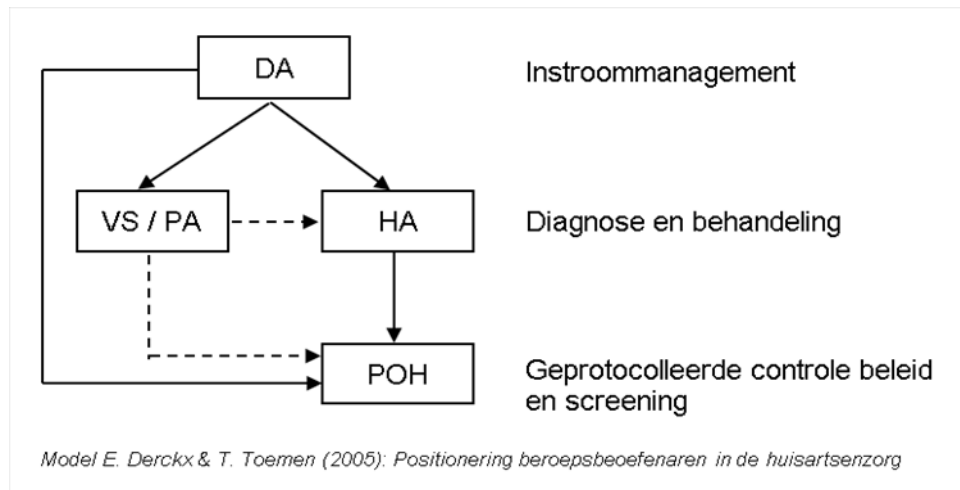 DA
Instroommanagement
VS / PA
HA
Diagnose en behandeling
POH
Geprotocolleerde controle beleid
en screening
Model E. Derckx & T. Toemen (2005): Positionering beroepsbeoefenaren in de huisartsenzorg